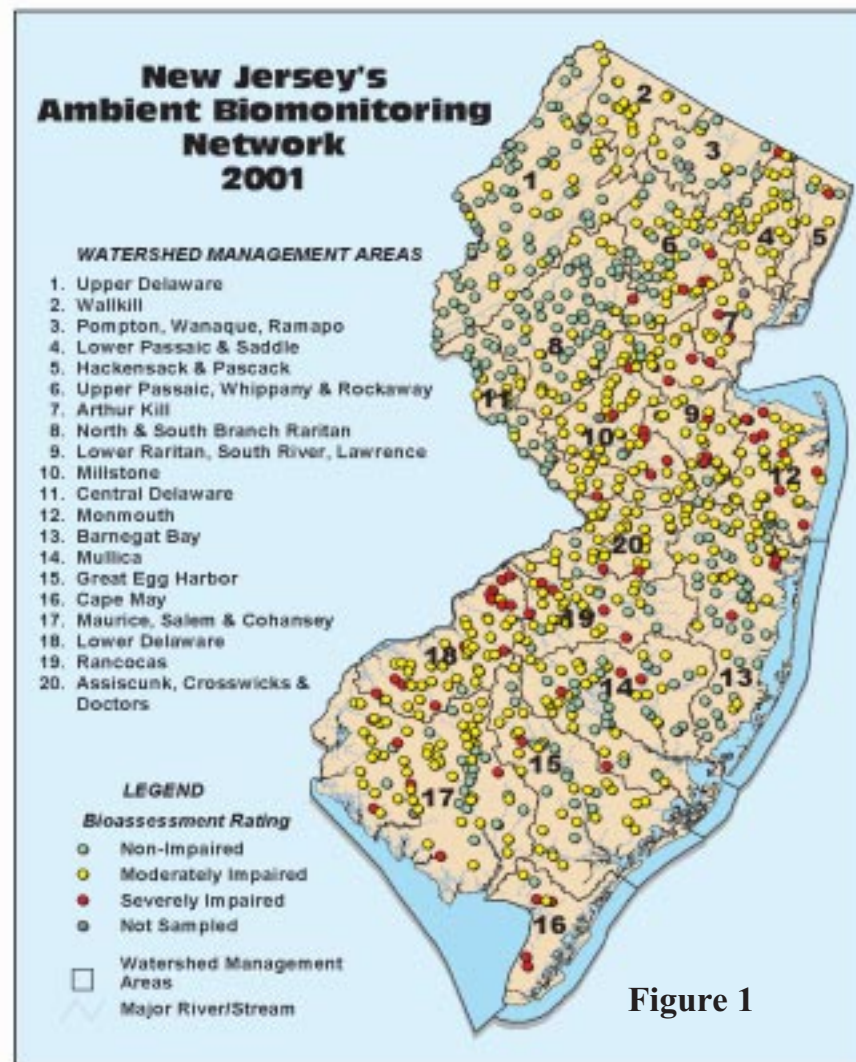 New Jersey's
Ambient Biomonitoring
Network
2001
WATERSHED MANAGEMENT AREAS
1. Upper Delaware
2. Wallkill
3. Pompton, Wanaque, Ramapo
4. Lower Passaic & Saddle
5. Hackensack & Pascack
6. Upper Passaic, Whippany & Rockaway
7. Arthur Kill
8. North & South Branch Raritan
9. Lower Raritan, South River, Lawrence
10. Millstone
11. Central Delaware
12. Monmouth
13. Barnegat Bay
14. Mullica
15. Great Egg Harbor
16. Cape May
17. Maurice, Salem & Cohansey
18. Lower Delaware
19. Rancocas
20. Assiscunk, Crosswicks &
Doctors
LEGEND
Bioassessment Rating
Non-Impaired
Moderately Impaired
Severely Impaired
Not Sampled
Watershed Management
Areas
Major River/Stream
2
3
1
4
5
6
7
8
11
9
10
12
20
19
18
14
13
15
17
16
Figure 1